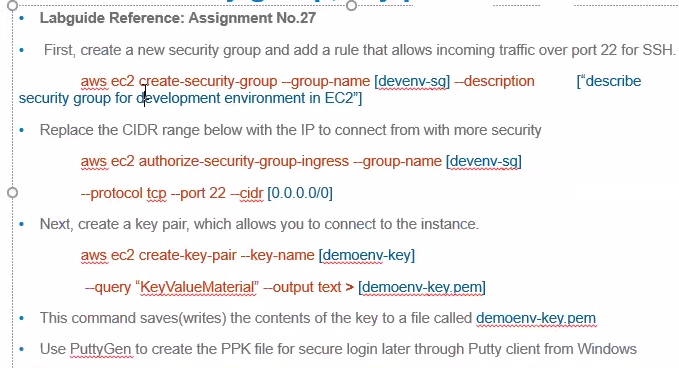 • Labguide Reference: Assignment No.27
• First, create a new security group and add a rule that allows incoming traffic over port 22 for SSH.
aws ec2 create-security-group --group-name [devenv-sg] --description [“describe
security group for development environment in EC2”]
• Replace the CIDR range below with the IP to connect from with more security
aws ec2 authorize-security-group-ingress --group-name [devenv-sg]
--protocol tcp --port 22 --cidr [0.0.0.0/0]
• Next, create a key pair, which allows you to connect to the instance.
aws ec2 create-key-pair --key-name [demoenv-key]
--query “KeyValueMaterial” --output text > [demoenv-key.pem]
• This command saves(writes) the contents of the key to a file called demoenv-key.pem
• Use PuttyGen to create the PPK file for secure login later through Putty client from Windows